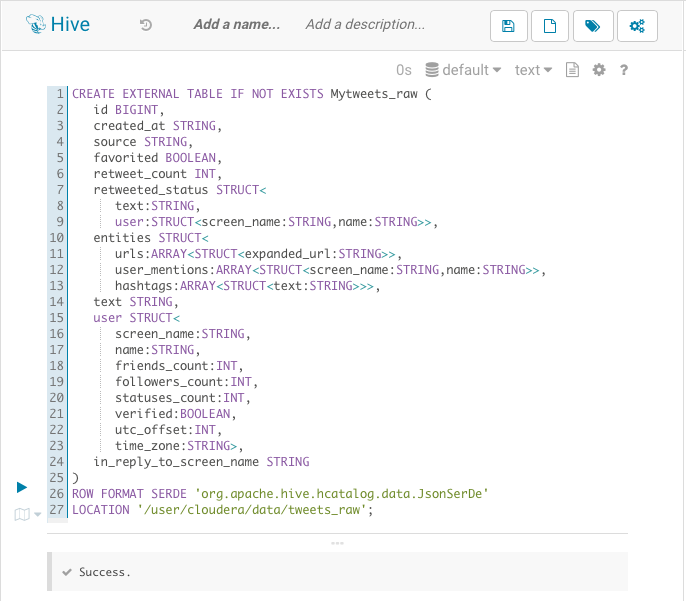 Hive Add a name... Add a description...
0s default text ?
1 CREATE EXTERNAL TABLE IF NOT EXISTS Mytweets_raw (
2 id BIGINT,
3 created_at STRING,
4 source STRING,
5 favorited BOOLEAN,
6 retweet_count INT,
7 retweeted_status STRUCT<
8 text:STRING,
9 user:STRUCT<screen_name:STRING,name:STRING>>,
10 entities STRUCT<
11 urls:ARRAY<STRUCT<expanded_url:STRING>>,
12 user_mentions:ARRAY<STRUCT<screen_name:STRING,name:STRING>>,
13 hashtags:ARRAY<STRUCT<text:STRING>>>,
14 text STRING,
15 user STRUCT<
16 screen_name:STRING,
17 name:STRING,
18 friends_count:INT,
19 followers_count:INT,
20 statuses_count:INT,
21 verified:BOOLEAN,
22 utc_offset:INT,
23 time_zone:STRING>,
24 in_reply_to_screen_name STRING
25 )
26 ROW FORMAT SERDE 'org.apache.hive.hcatalog.data.JsonSerDe'
27 LOCATION '/user/cloudera/data/tweets_raw';
Success.